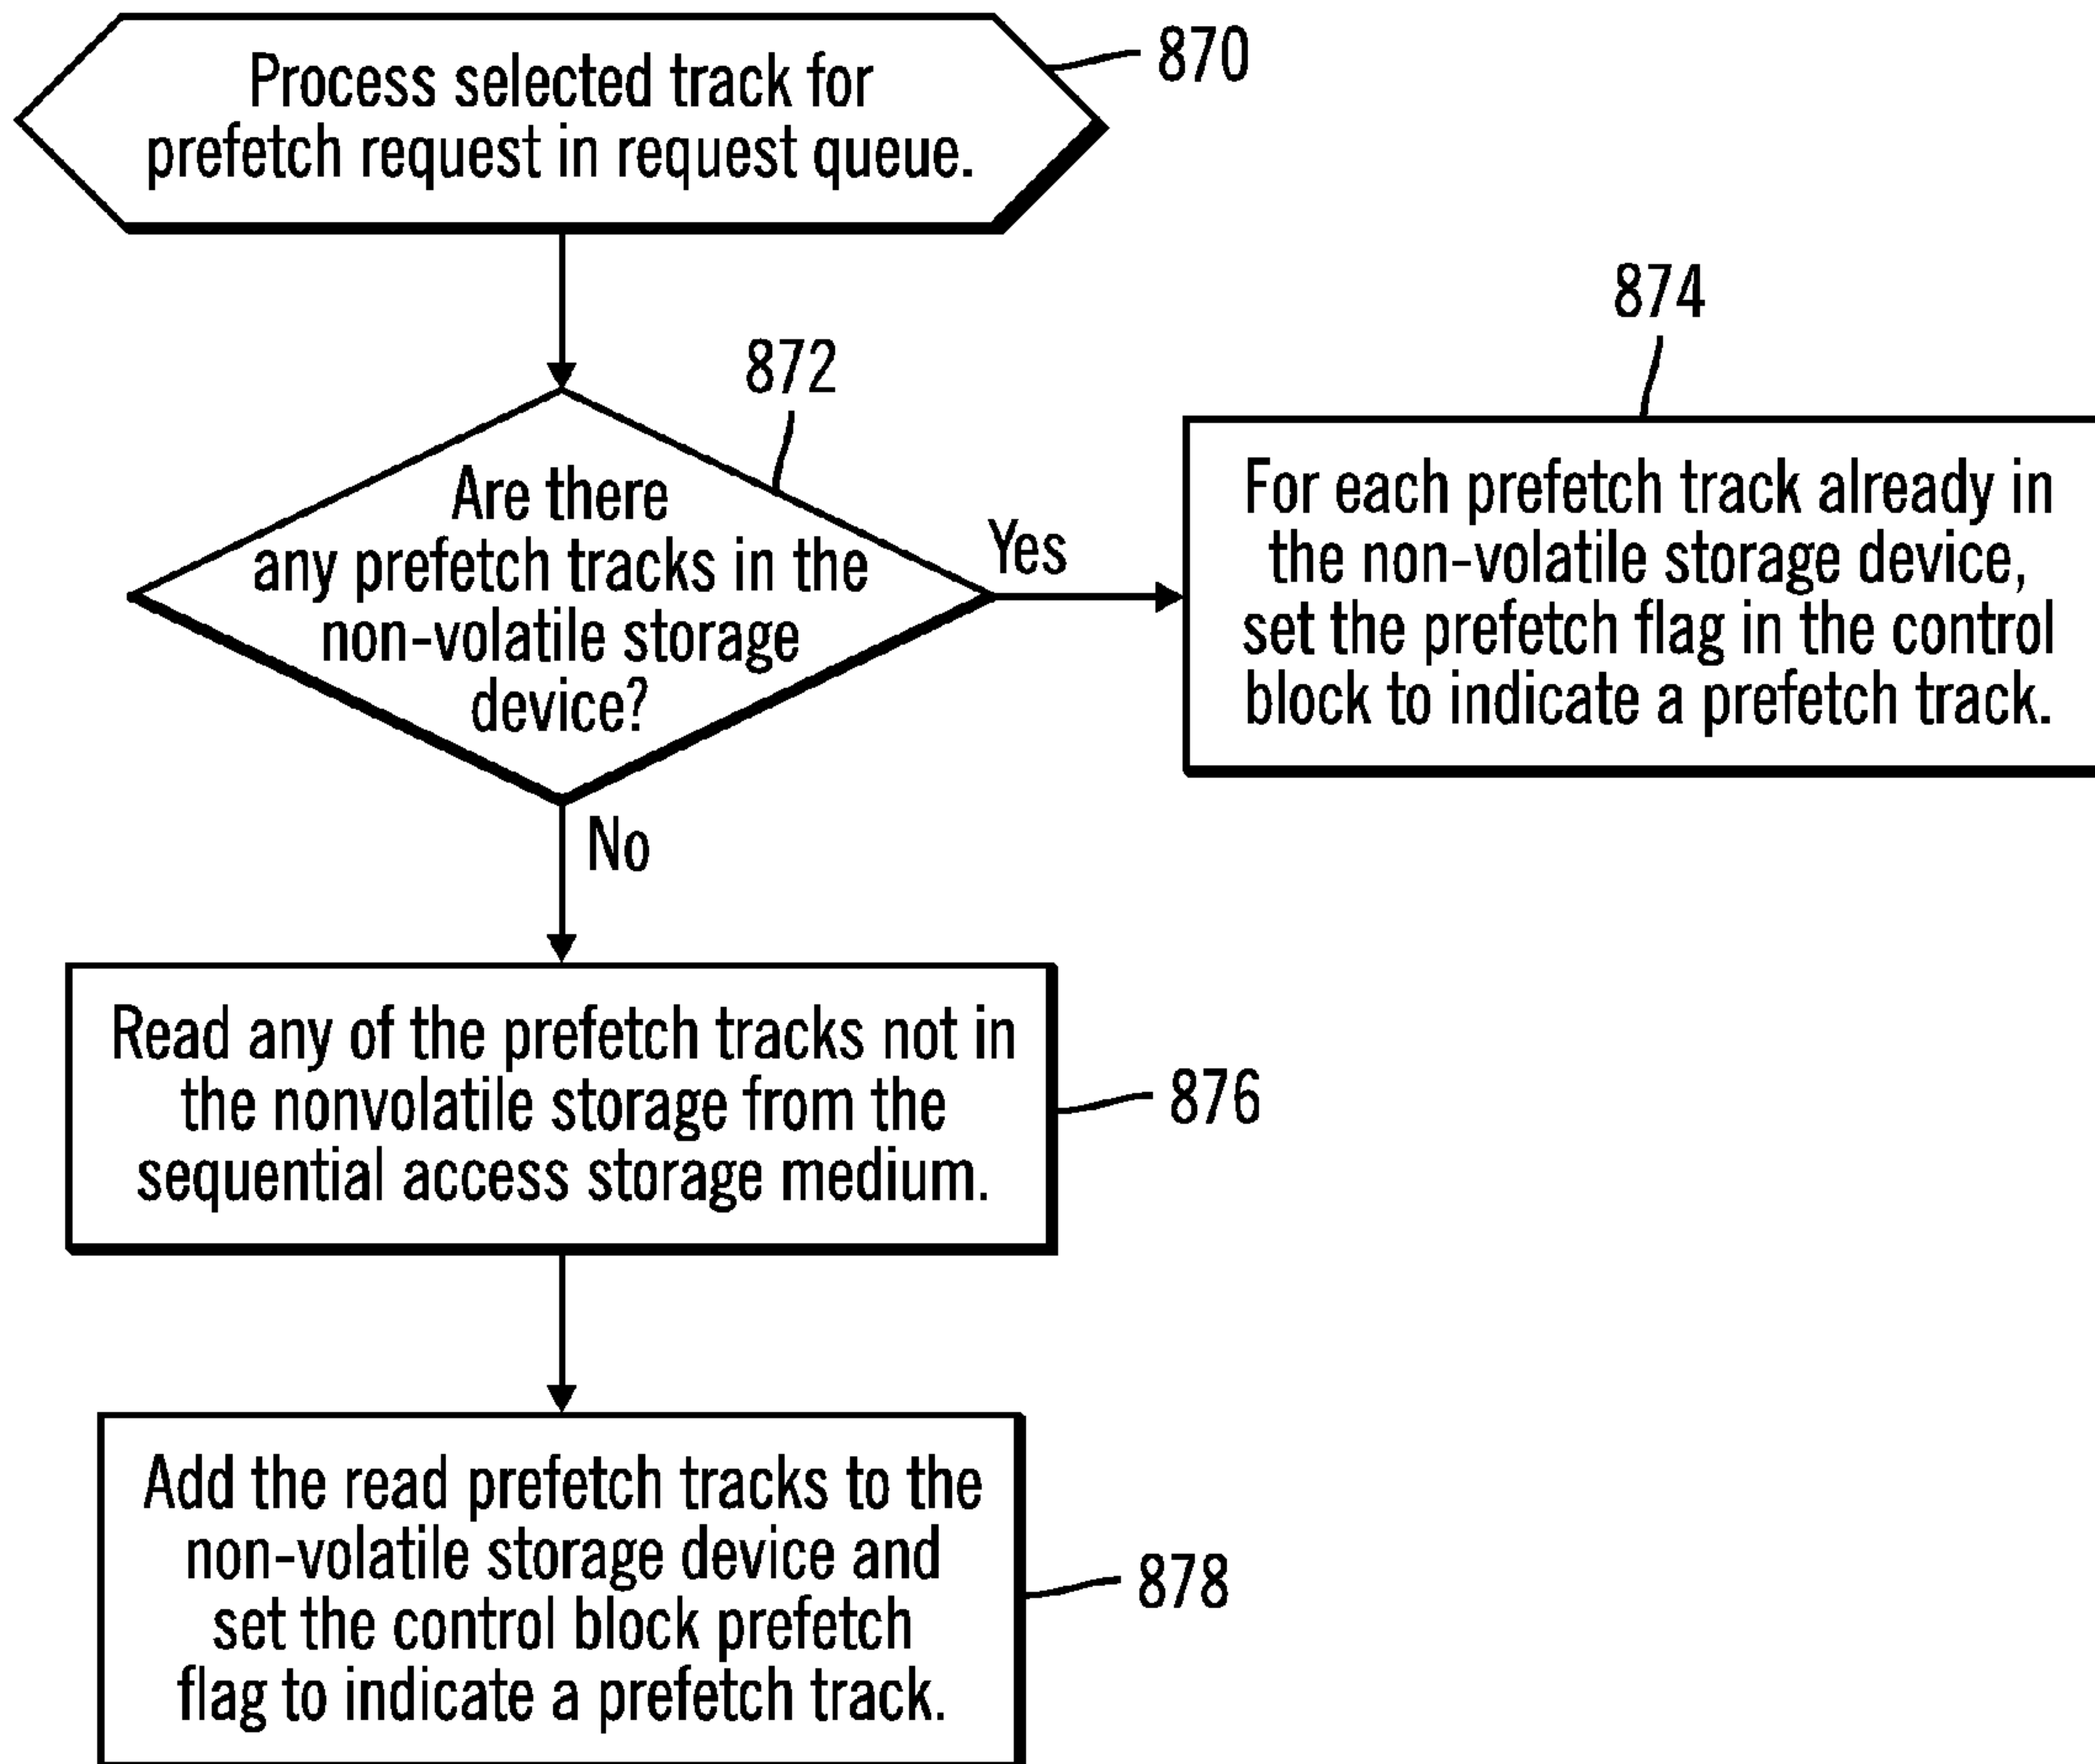 Process selected track for
prefetch request in request queue.
870
872
Are there
any prefetch tracks in the
non-volatile storage
device?
Yes
874
For each prefetch track already in
the non-volatile storage device,
set the prefetch flag in the control
block to indicate a prefetch track.
No
Read any of the prefetch tracks not in
the nonvolatile storage from the
sequential access storage medium.
876
Add the read prefetch tracks to the
non-volatile storage device and
set the control block prefetch
flag to indicate a prefetch track.
878